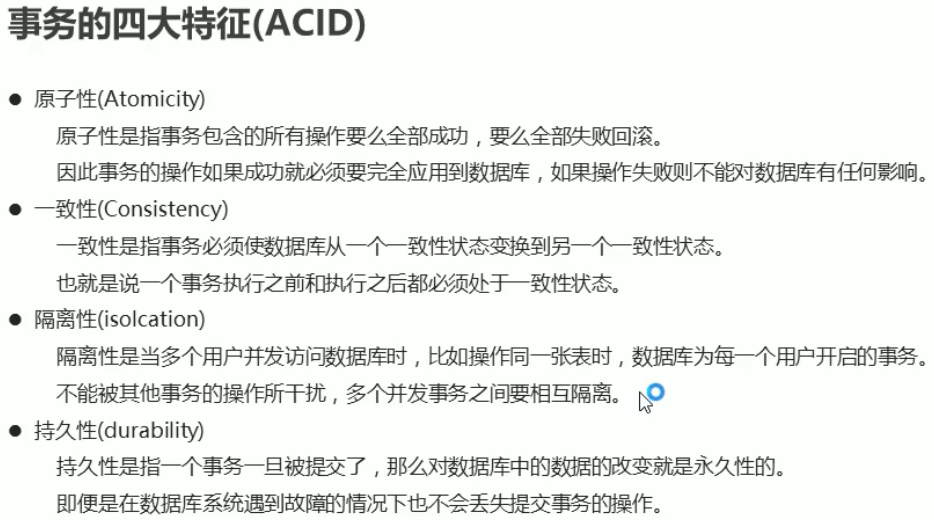 事务的四大特征(ACID)
● 原子性(Atomicity)
原子性是指事务包含的所有操作要么全部成功，要么全部失败回滚。
因此事务的操作如果成功就必须要完全应用到数据库，如果操作失败则不能对数据库有任何影响。
● 一致性(Consistency)
一致性是指事务必须使数据库从一个一致性状态变换到另一个一致性状态。
也就是说一个事务执行之前和执行之后都必须处于一致性状态。
● 隔离性(isolcation)
隔离性是当多个用户并发访问数据库时，比如操作同一张表时，数据库为每一个用户开启的事务。
不能被其他事务的操作所干扰，多个并发事务之间要相互隔离。
● 持久性(durability)
持久性是指一个事务一旦被提交了，那么对数据库中的数据的改变就是永久性的。
即便是在数据库系统遇到故障的情况下也不会丢失提交事务的操作。